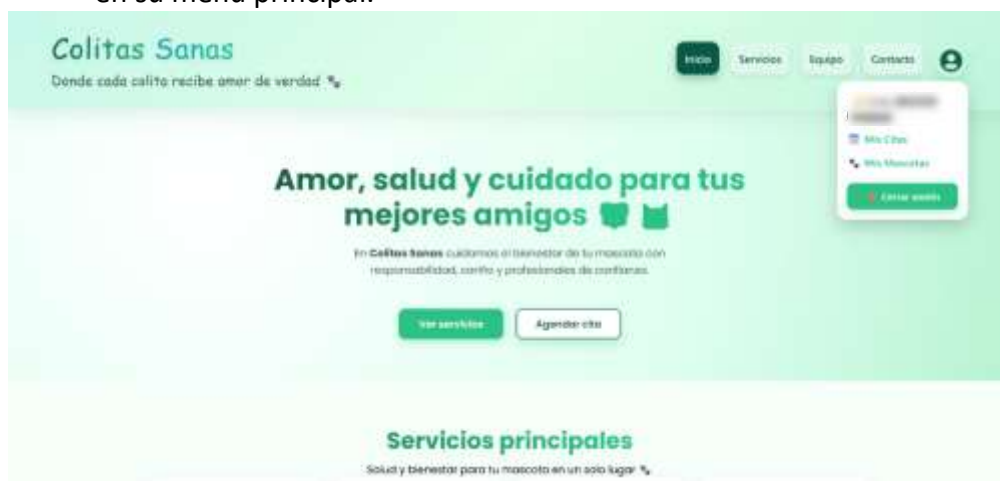 en su menú principal.
Colitas Sanas
Donde cada colita recibe amor de verdad
Inicio
Servicios
Equipo
Contacto
Mis Citas
Mis Mascotas
Cerrar sesión
Amor, salud y cuidado para tus
mejores amigos
En Colitas Sanas cuidamos el bienestar de tu mascota con
responsabilidad, cariño y profesionales de confianza.
Ver servicios
Agendar cita
Servicios principales
Salud y bienestar para tu mascota en un solo lugar